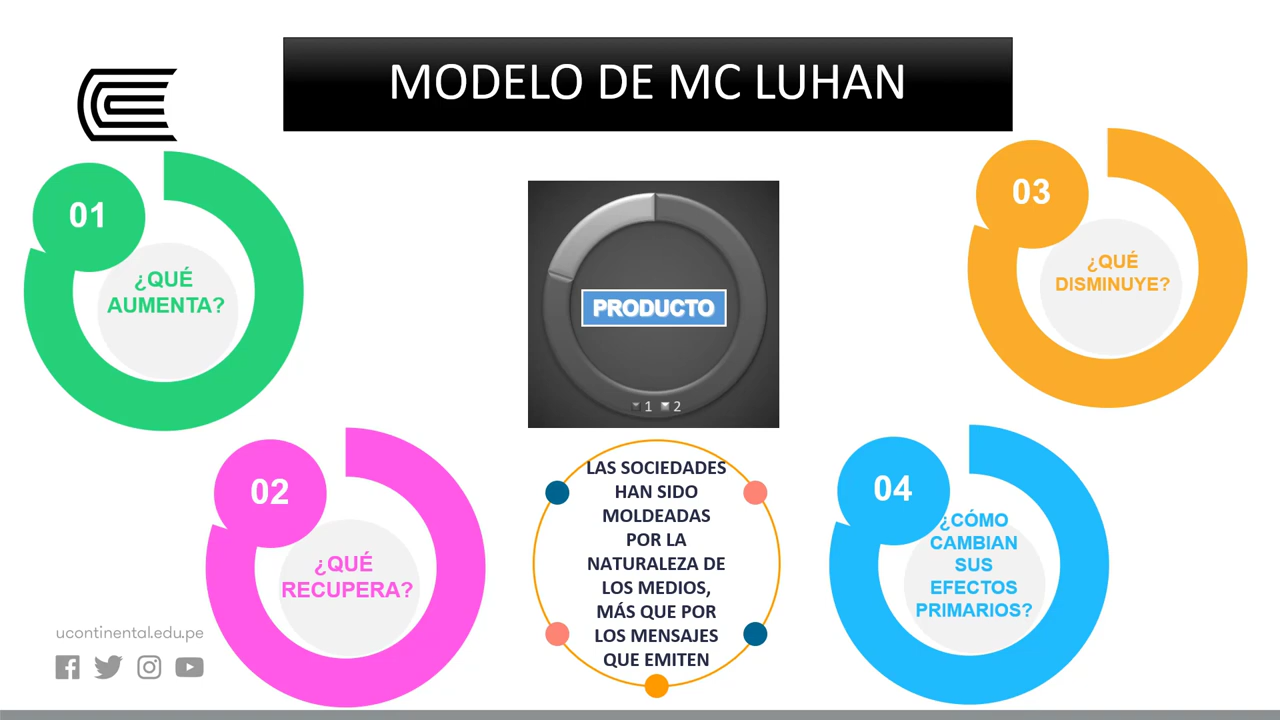 MODELO DE MC LUHAN
01
¿QUÉ
AUMENTA?
02
¿QUÉ
RECUPERA?
PRODUCTO
1 2
LAS SOCIEDADES
HAN SIDO
MOLDEADAS
POR LA
NATURALEZA DE
LOS MEDIOS,
MÁS QUE POR
LOS MENSAJES
QUE EMITEN
03
¿QUÉ
DISMINUYE?
04
¿CÓMO
CAMBIAN
SUS
EFECTOS
PRIMARIOS?
ucontinental.edu.pe